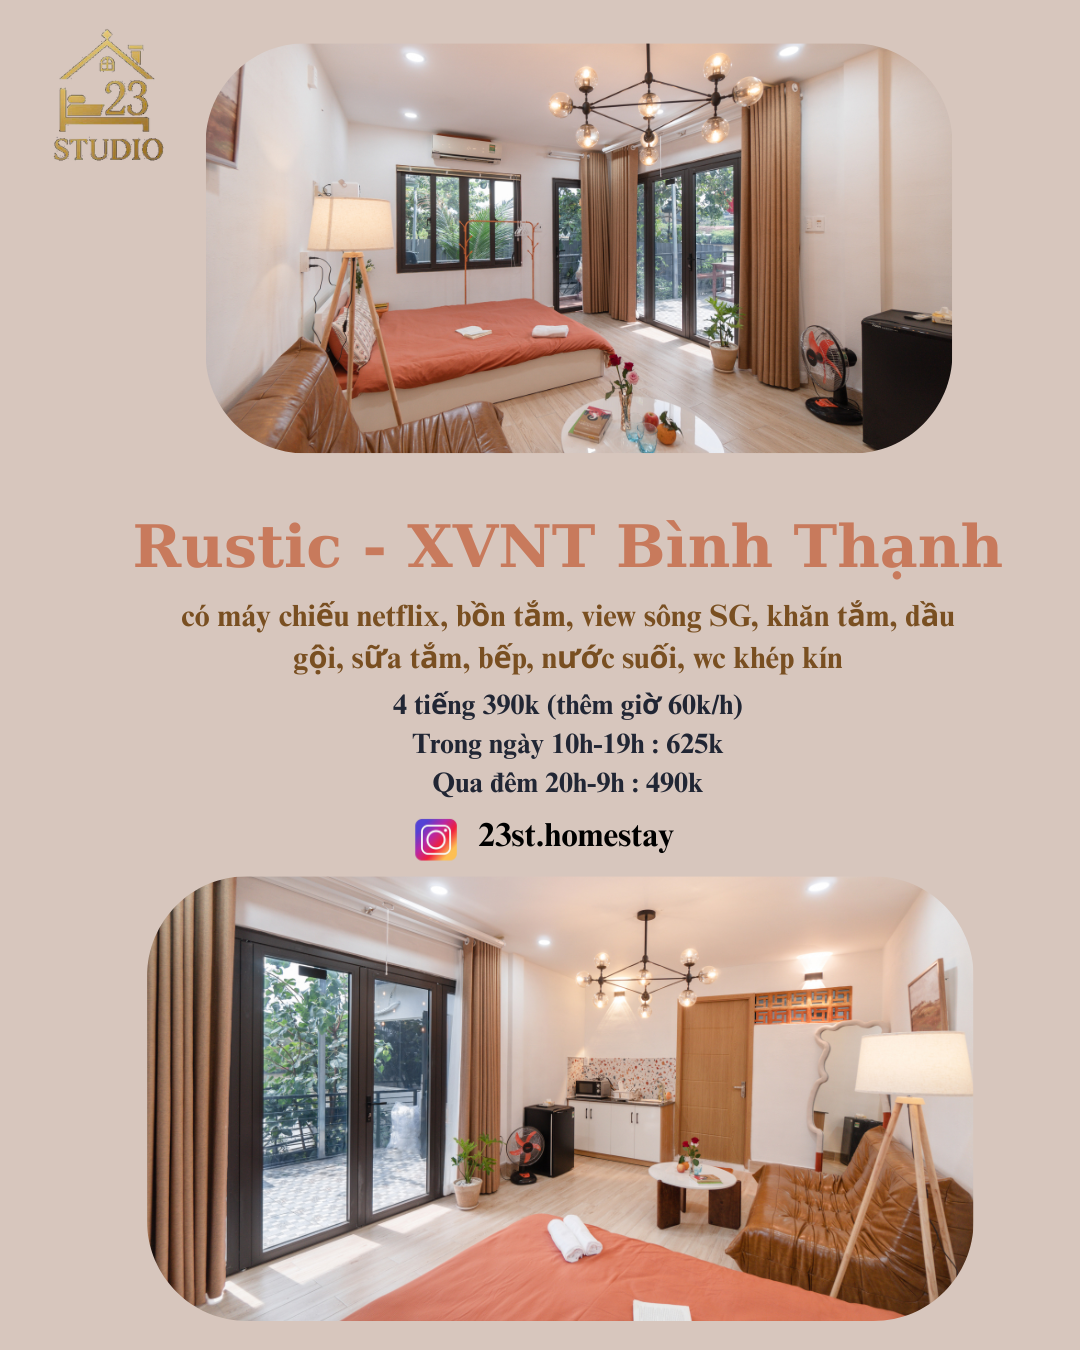 23
STUDIO
Rustic - XVNT Bình Thạnh
có máy chiếu netflix, bồn tắm, view sông SG, khăn tắm, dầu
gội, sữa tắm, bếp, nước suối, wc khép kín
4 tiếng 390k (thêm giờ 60k/h)
Trong ngày 10h-19h : 625k
Qua đêm 20h-9h : 490k
23st.homestay